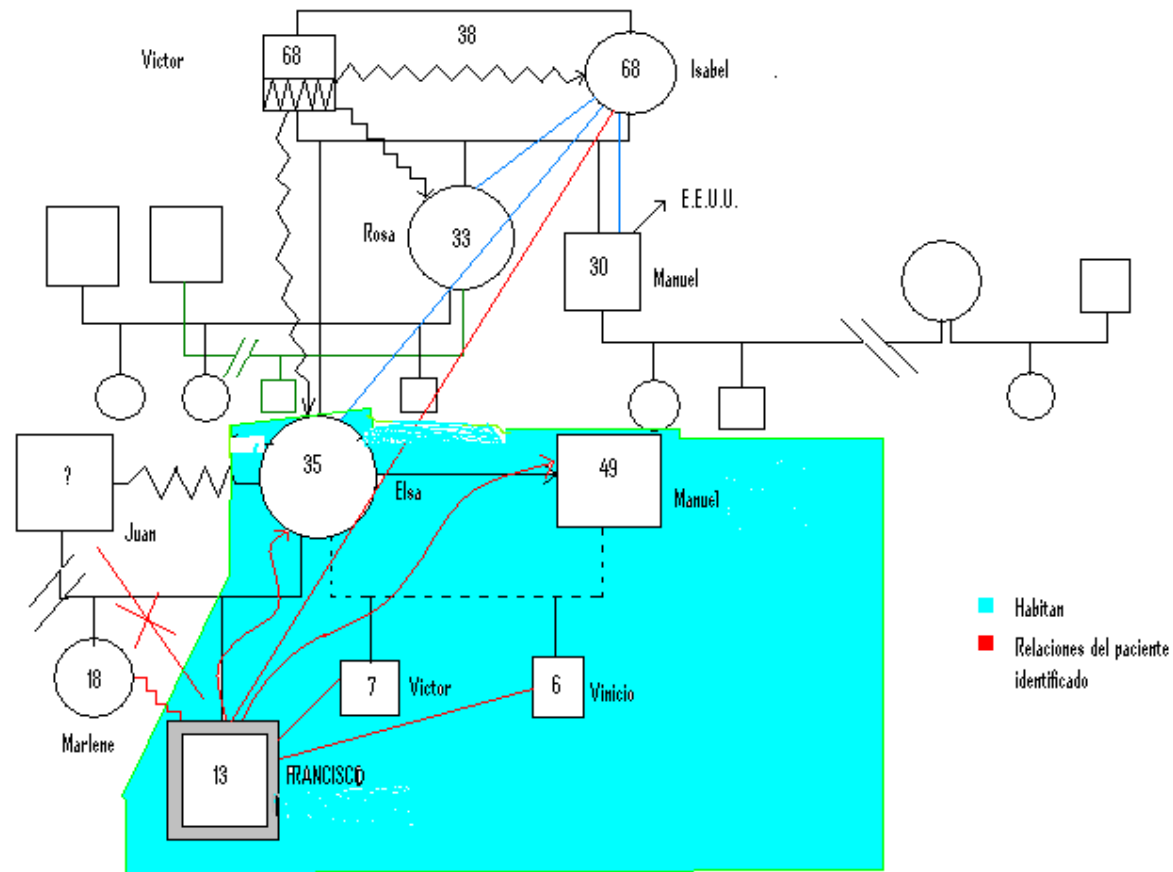 38
Victor
68
68
Isabel
E.E.U.U.
Rosa
33
30
Manuel
?
35
49
Elsa
Manuel
Juan
Habitan
Relaciones del paciente
identificado
18
7
Victor
6
Vinicio
Marlene
13
FRANCISCO